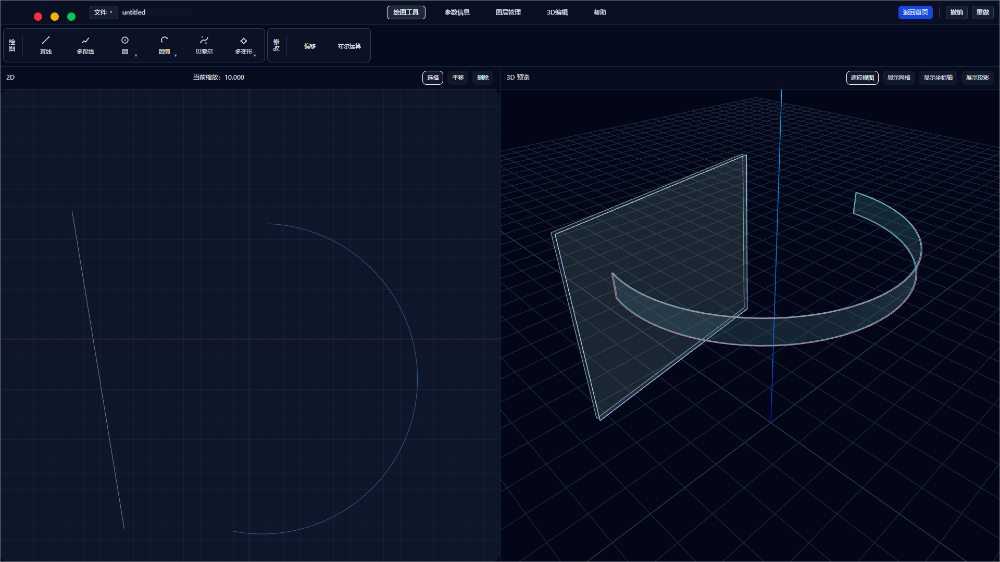 文件 untitled 绘图工具 参数信息 图层管理 3D编辑 帮助 返回首页 撤销 重做
绘图 直线 多段线 圆 圆弧 贝塞尔 多变形 修改 偏移 布尔运算
2D 当前缩放：10.000 选择 平移 删除 3D 预览 适应视图 显示网格 显示坐标轴 展示投影